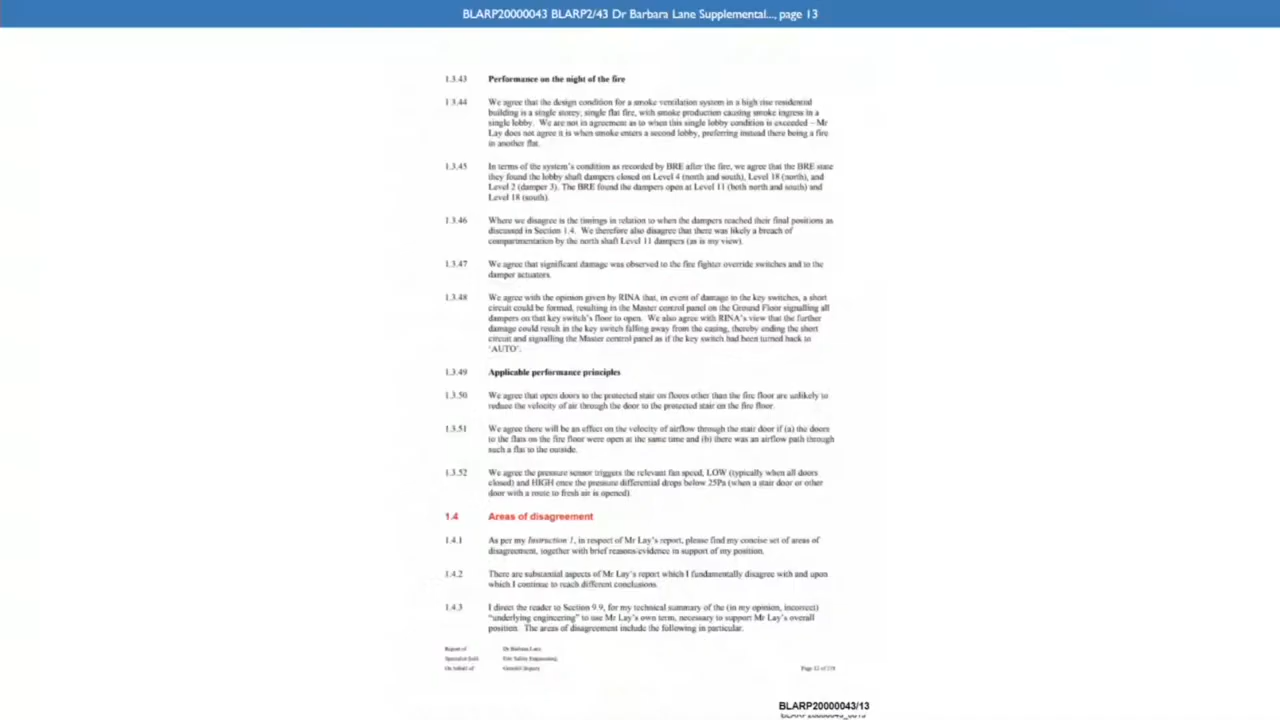 BLARP20000043 BLARP2/43 Dr Barbara Lane Supplemental..., page 13
1.3.43 Performance on the night of the fire
1.3.44 We agree that the design condition for a smoke ventilation system in a high rise residential
building is a single storey, single flat fire, with smoke production causing smoke ingress in a
single lobby. We are not in agreement as to when this single lobby condition is exceeded – Mr
Lay does not agree it is when smoke enters a second lobby, preferring instead there being a fire
in another flat.
1.3.45 In terms of the system's condition as recorded by BRE after the fire, we agree that the BRE state
they found the lobby shaft dampers closed on Level 4 (north and south), Level 18 (north), and
Level 2 (damper 3). The BRE found the dampers open at Level 11 (both north and south) and
Level 18 (south).
1.3.46 Where we disagree is the timings in relation to when the dampers reached their final positions as
discussed in Section 1.4. We therefore also disagree that there was likely a breach of
compartmentation by the north shaft Level 11 dampers (as is my view).
1.3.47 We agree that significant damage was observed to the fire fighter override switches and to the
damper actuators.
1.3.48 We agree with the opinion given by RINA that, in event of damage to the key switches, a short
circuit could be formed, resulting in the Master control panel on the Ground Floor signalling all
dampers on that key switch's floor to open. We also agree with RINA's view that the further
damage could result in the key switch falling away from the casing, thereby ending the short
circuit and signalling the Master control panel as if the key switch had been turned back to
'AUTO'.
1.3.49 Applicable performance principles
1.3.50 We agree that open doors to the protected stair on floors other than the fire floor are unlikely to
reduce the velocity of air through the door to the protected stair on the fire floor.
1.3.51 We agree there will be an effect on the velocity of airflow through the stair door if (a) the doors
to the flats on the fire floor were open at the same time and (b) there was an airflow path through
such a flat to the outside.
1.3.52 We agree the pressure sensor triggers the relevant fan speed, LOW (typically when all doors
closed) and HIGH once the pressure differential drops below 25Pa (when a stair door or other
door with a route to fresh air is opened).
1.4 Areas of disagreement
1.4.1 As per my Instruction 1, in respect of Mr Lay's report, please find my concise set of areas of
disagreement, together with brief reasons/evidence in support of my position.
1.4.2 There are substantial aspects of Mr Lay's report which I fundamentally disagree with and upon
which I continue to reach different conclusions.
1.4.3 I direct the reader to Section 9.9, for my technical summary of the (in my opinion, incorrect)
"underlying engineering" to use Mr Lay's own term, necessary to support Mr Lay's overall
position. The areas of disagreement include the following in particular.
Report of Dr Barbara Lane
Specialist field Fire Safety Engineering
On behalf of Grenfell Inquiry
BLARP20000043/13